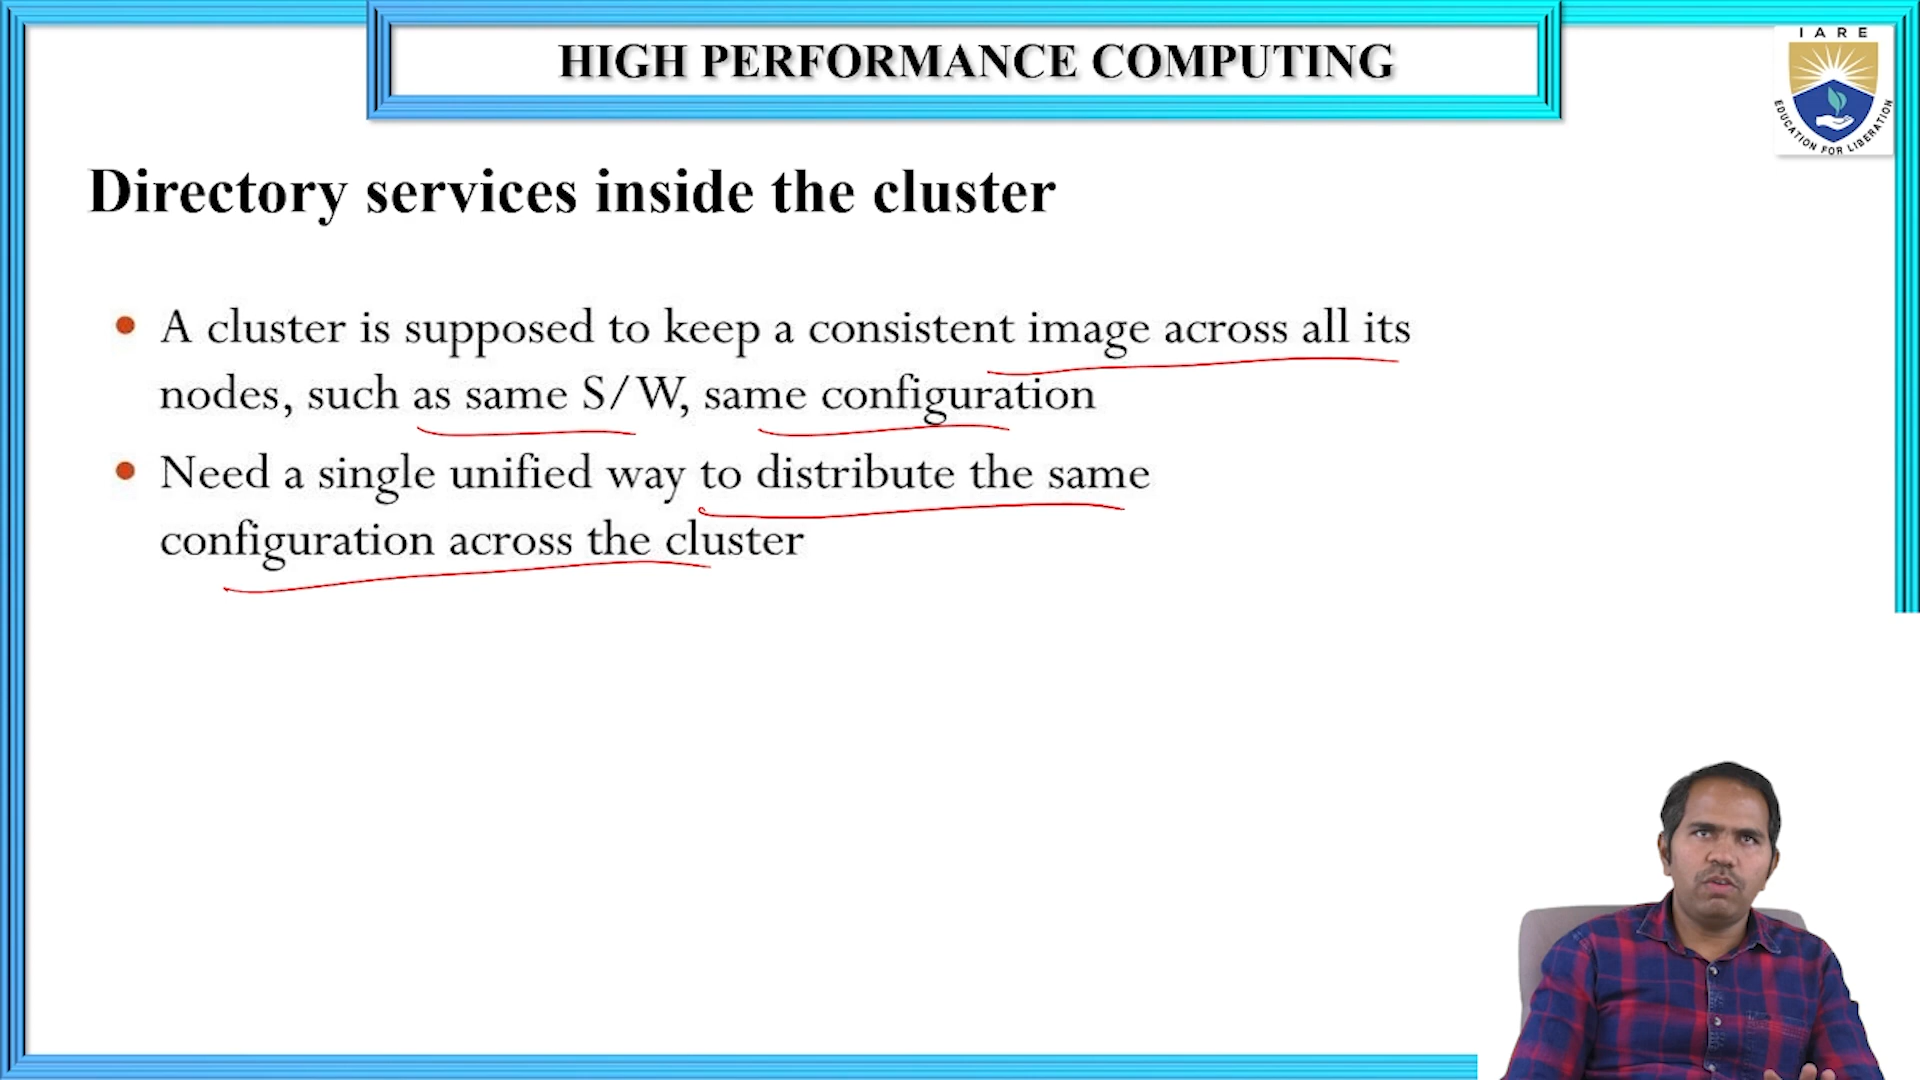 HIGH PERFORMANCE COMPUTING
IARE
EDUCATION FOR LIBERATION
Directory services inside the cluster
• A cluster is supposed to keep a consistent image across all its
nodes, such as same S/W, same configuration
• Need a single unified way to distribute the same
configuration across the cluster